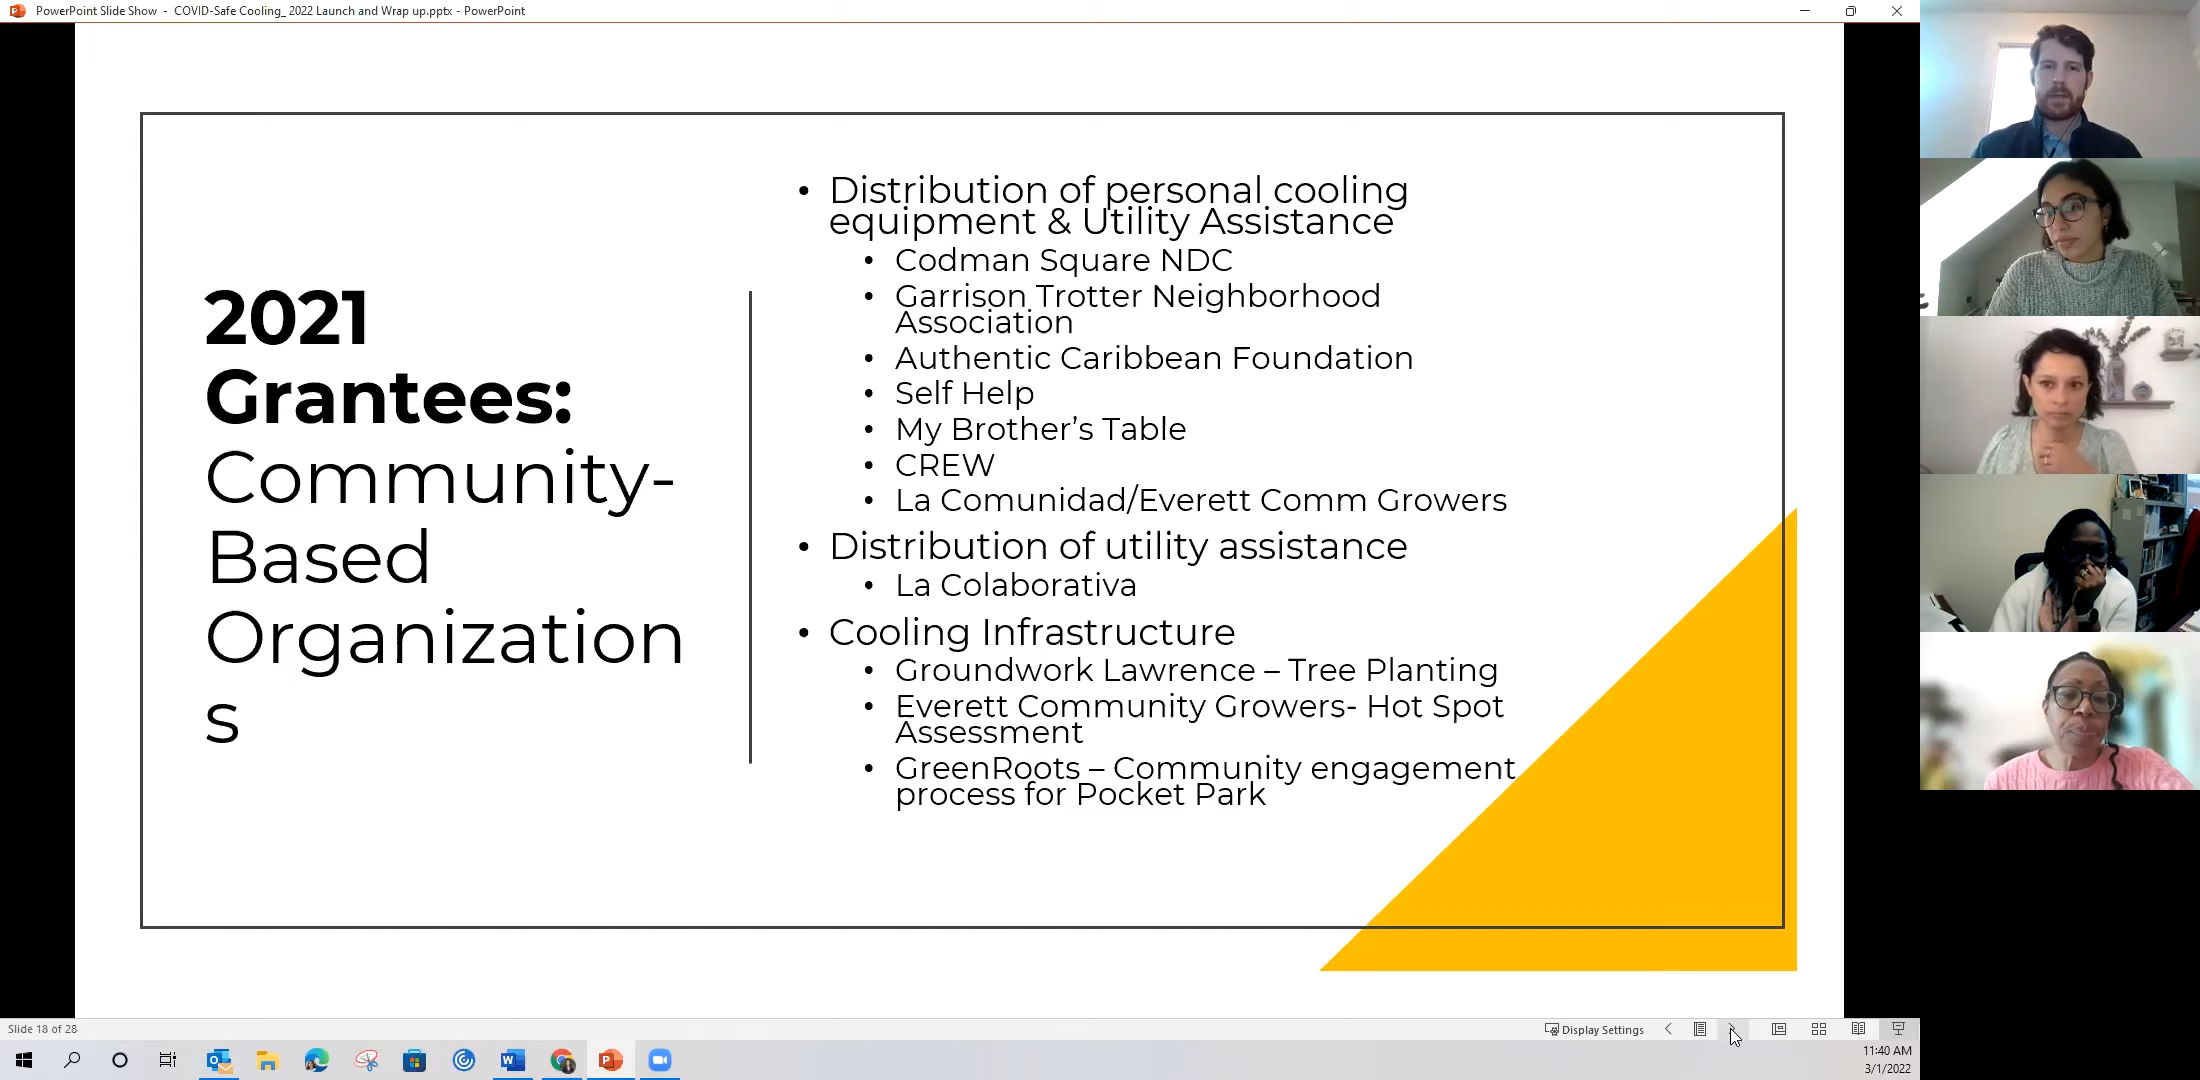 PowerPoint Slide Show - COVID-Safe Cooling_ 2022 Launch and Wrap up.pptx - PowerPoint
2021
Grantees:
Community-
Based
Organization
s
• Distribution of personal cooling
equipment & Utility Assistance
• Codman Square NDC
• Garrison Trotter Neighborhood
Association
• Authentic Caribbean Foundation
• Self Help
• My Brother’s Table
• CREW
• La Comunidad/Everett Comm Growers
• Distribution of utility assistance
• La Colaborativa
• Cooling Infrastructure
• Groundwork Lawrence – Tree Planting
• Everett Community Growers- Hot Spot
Assessment
• GreenRoots – Community engagement
process for Pocket Park
Slide 18 of 28
Display Settings
11:40 AM
3/1/2022